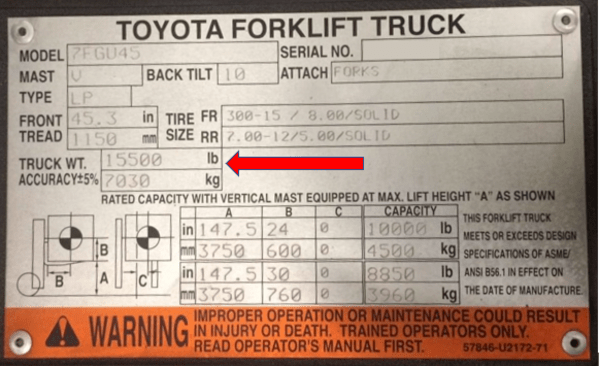 TOYOTA FORKLIFT TRUCK
MODEL 7FGU45 SERIAL NO.
MAST V BACK TILT 10 ATTACH FORKS
TYPE LP
FRONT TREAD 45.3 in 1150 mm
TIRE SIZE FR 300-15 / 8.00/SOLID
RR 7.00-12/5.00/SOLID
TRUCK WT. 15500 lb
ACCURACY±5% 7030 kg
RATED CAPACITY WITH VERTICAL MAST EQUIPPED AT MAX. LIFT HEIGHT "A" AS SHOWN
A B C CAPACITY
in 147.5 24 0 10000 lb
mm 3750 600 0 4500 kg
in 147.5 30 0 8850 lb
mm 3750 760 0 3960 kg
B A B C
THIS FORKLIFT TRUCK
MEETS OR EXCEEDS DESIGN
SPECIFICATIONS OF ASME/
ANSI B56.1 IN EFFECT ON
THE DATE OF MANUFACTURE.
WARNING
IMPROPER OPERATION OR MAINTENANCE COULD RESULT
IN INJURY OR DEATH. TRAINED OPERATORS ONLY.
READ OPERATOR'S MANUAL FIRST. 57846-U2172-71